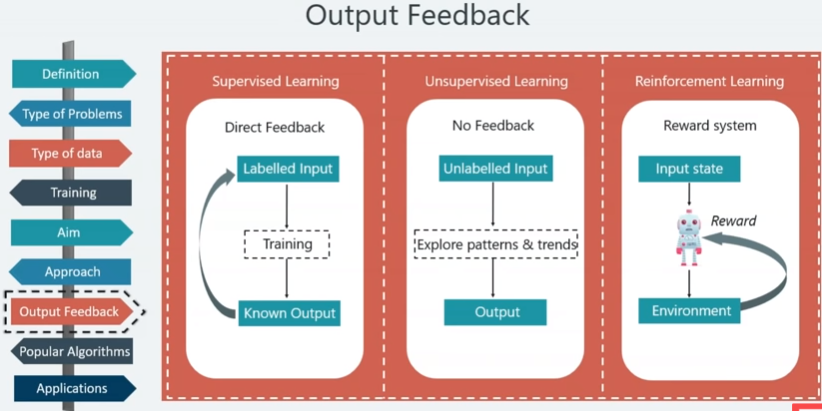 Output Feedback
Definition
Type of Problems
Type of data
Training
Aim
Approach
Output Feedback
Popular Algorithms
Applications
Supervised Learning
Direct Feedback
Labelled Input
Training
Known Output
Unsupervised Learning
No Feedback
Unlabelled Input
Explore patterns & trends
Output
Reinforcement Learning
Reward system
Input state
Reward
Environment